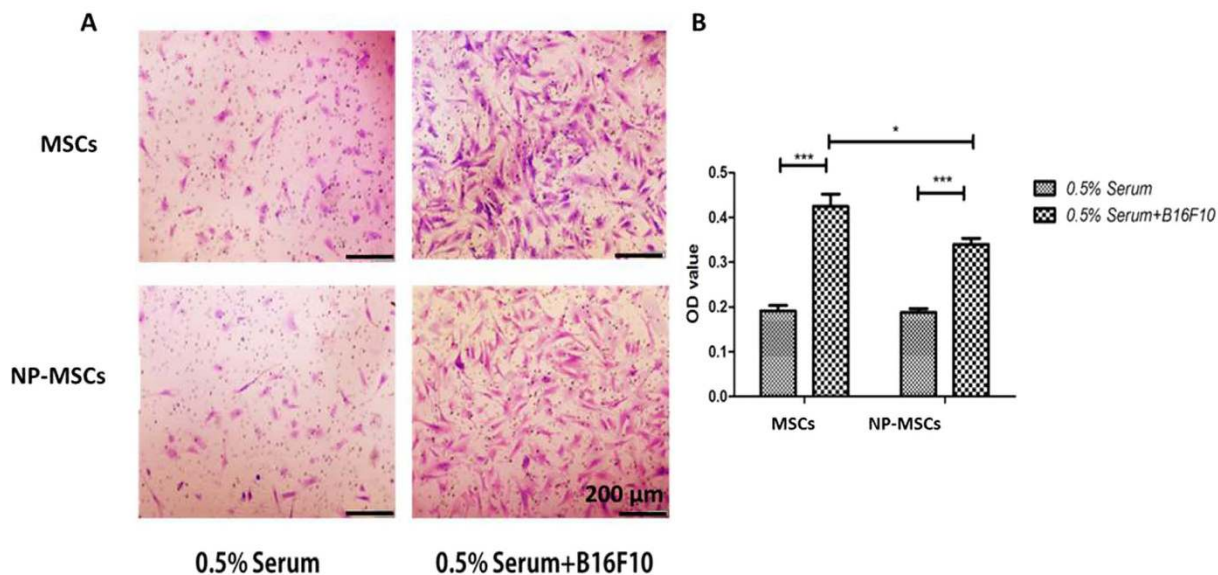 A
B
MSCs
NP-MSCs
200 µm
0.5% Serum
0.5% Serum+B16F10
*
***
***
0.5
0.4
0.3
0.2
0.1
0.0
OD value
MSCs
NP-MSCs
0.5% Serum
0.5% Serum+B16F10